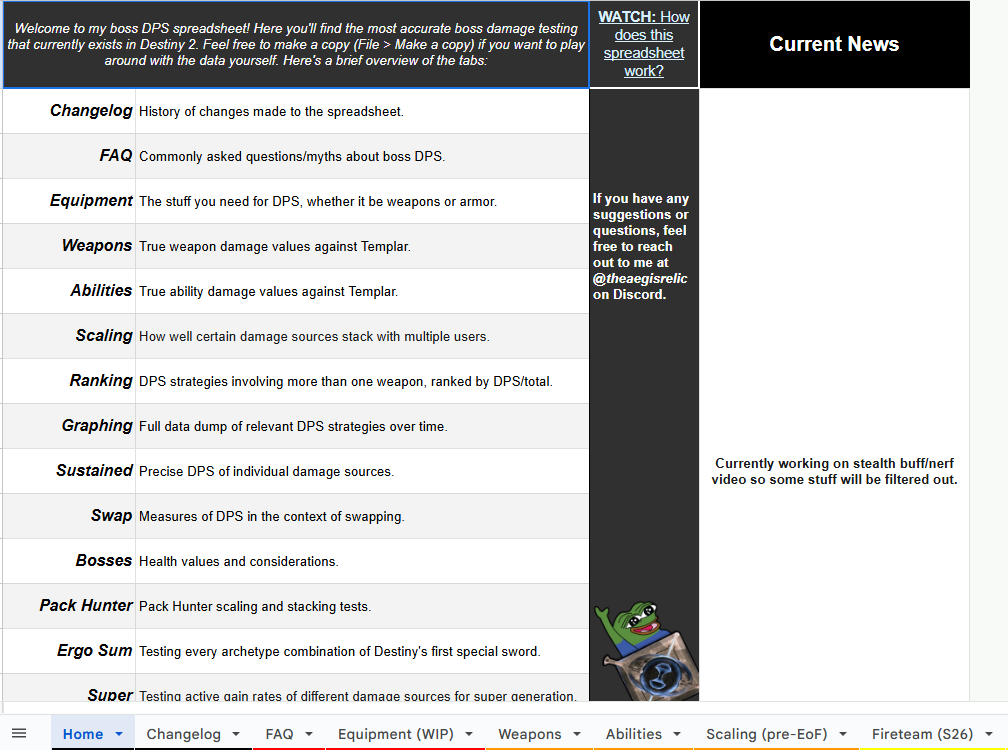 Welcome to my boss DPS spreadsheet! Here you'll find the most accurate boss damage testing
that currently exists in Destiny 2. Feel free to make a copy (File > Make a copy) if you want to play
around with the data yourself. Here's a brief overview of the tabs:
WATCH: How
does this
spreadsheet
work?
Current News
Changelog History of changes made to the spreadsheet.
FAQ Commonly asked questions/myths about boss DPS.
Equipment The stuff you need for DPS, whether it be weapons or armor.
Weapons True weapon damage values against Templar.
Abilities True ability damage values against Templar.
Scaling How well certain damage sources stack with multiple users.
Ranking DPS strategies involving more than one weapon, ranked by DPS/total.
Graphing Full data dump of relevant DPS strategies over time.
Sustained Precise DPS of individual damage sources.
Swap Measures of DPS in the context of swapping.
Bosses Health values and considerations.
Pack Hunter Pack Hunter scaling and stacking tests.
Ergo Sum Testing every archetype combination of Destiny's first special sword.
Super Testing active gain rates of different damage sources for super generation.
If you have any
suggestions or
questions, feel
free to reach
out to me at
@theaegisrelic
on Discord.
Currently working on stealth buff/nerf
video so some stuff will be filtered out.
Home Changelog FAQ Equipment (WIP) Weapons Abilities Scaling (pre-EoF) Fireteam (S26)